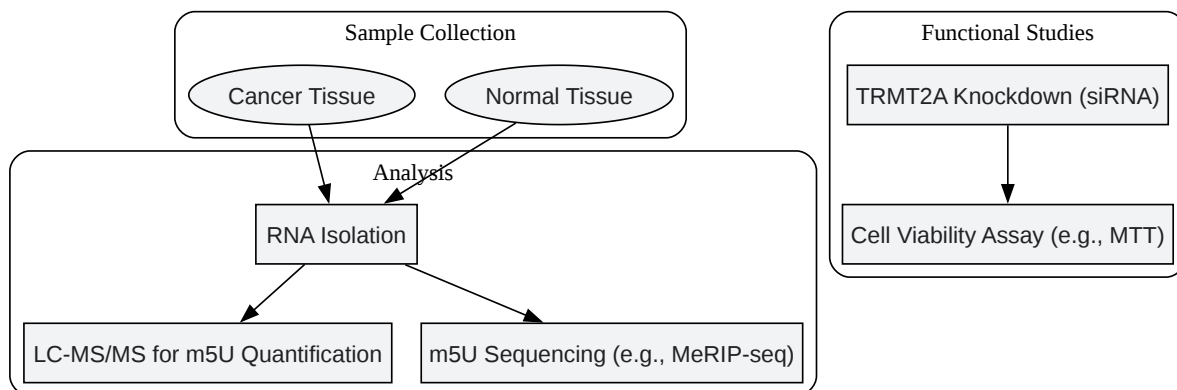 Sample Collection
Cancer Tissue
Normal Tissue
Analysis
RNA Isolation
LC-MS/MS for m5U Quantification
m5U Sequencing (e.g., MeRIP-seq)
Functional Studies
TRMT2A Knockdown (siRNA)
Cell Viability Assay (e.g., MTT)